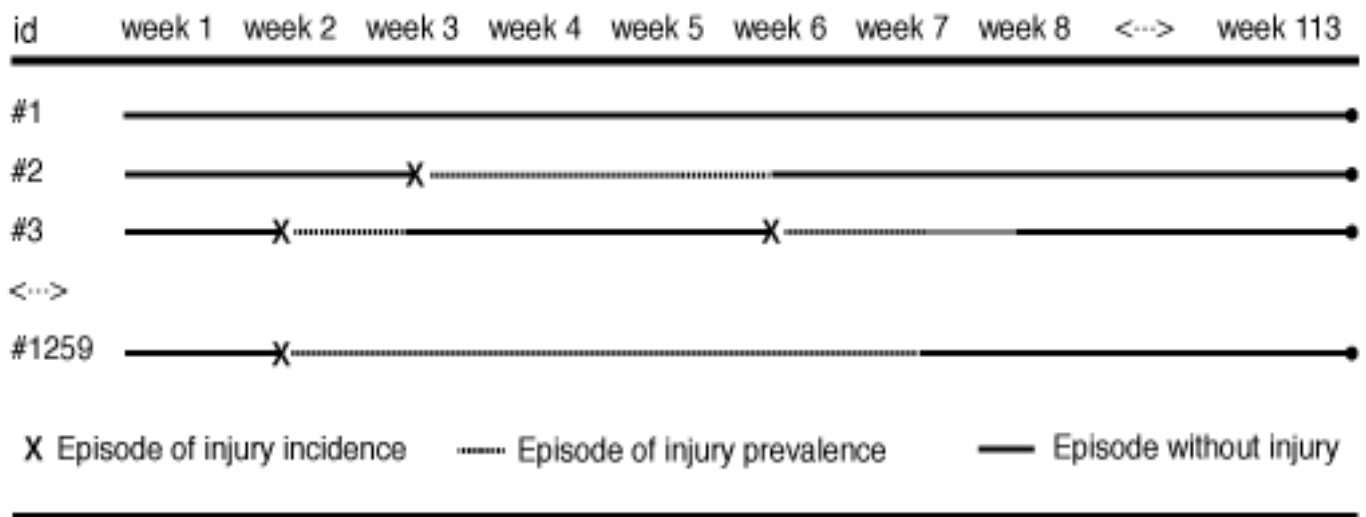 id week 1 week 2 week 3 week 4 week 5 week 6 week 7 week 8 <···> week 113
#1
#2 X
#3 X X
<···>
#1259 X
X Episode of injury incidence Episode of injury prevalence Episode without injury